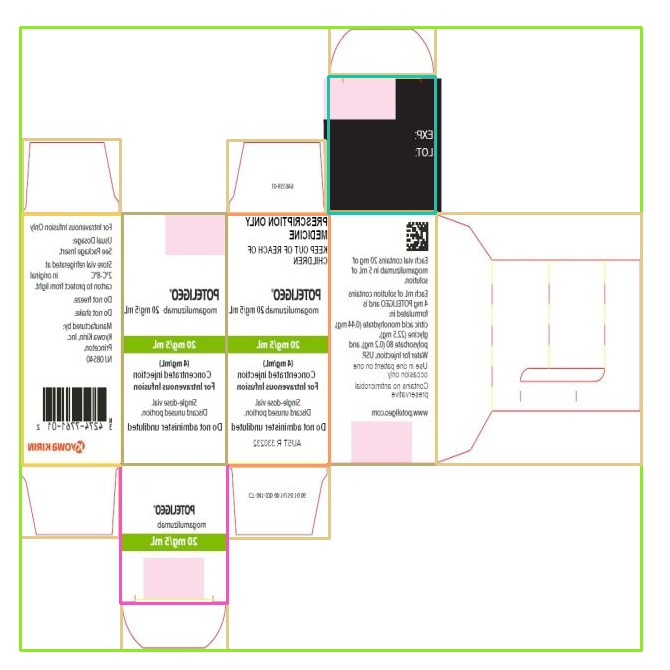 EXP:
LOT:
For Intravenous Infusion Only
Usual Dosage:
See Package Insert.
Store vial refrigerated at
2°C-8°C in original
carton to protect from light.
Do not freeze.
Do not shake.
Manufactured by:
Kyowa Kirin, Inc.
Princeton,
NJ 08540
3 42747-761-01 2
KYOWA KIRIN
POTELIGEO®
mogamulizumab 20 mg/5 mL
20 mg/5 mL
(4 mg/mL)
Concentrated injection
For Intravenous Infusion
Single-dose vial.
Discard unused portion.
Do not administer undiluted
PRESCRIPTION ONLY
MEDICINE
KEEP OUT OF REACH OF
CHILDREN
POTELIGEO®
mogamulizumab 20 mg/5 mL
20 mg/5 mL
(4 mg/mL)
Concentrated injection
For Intravenous Infusion
Single-dose vial.
Discard unused portion.
Do not administer undiluted
AUST R 330232
Each vial contains 20 mg of
mogamulizumab in 5 mL of
solution.
Each mL of solution contains
4 mg POTELIGEO and is
formulated in:
citric acid monohydrate (0.44 mg),
glycine (22.5 mg),
polysorbate 80 (0.2 mg), and
Water for Injection, USP.
Use in one patient on one
occasion only
Contains no antimicrobial
preservative
www.poteligeo.com
POTELIGEO®
mogamulizumab
20 mg/5 mL